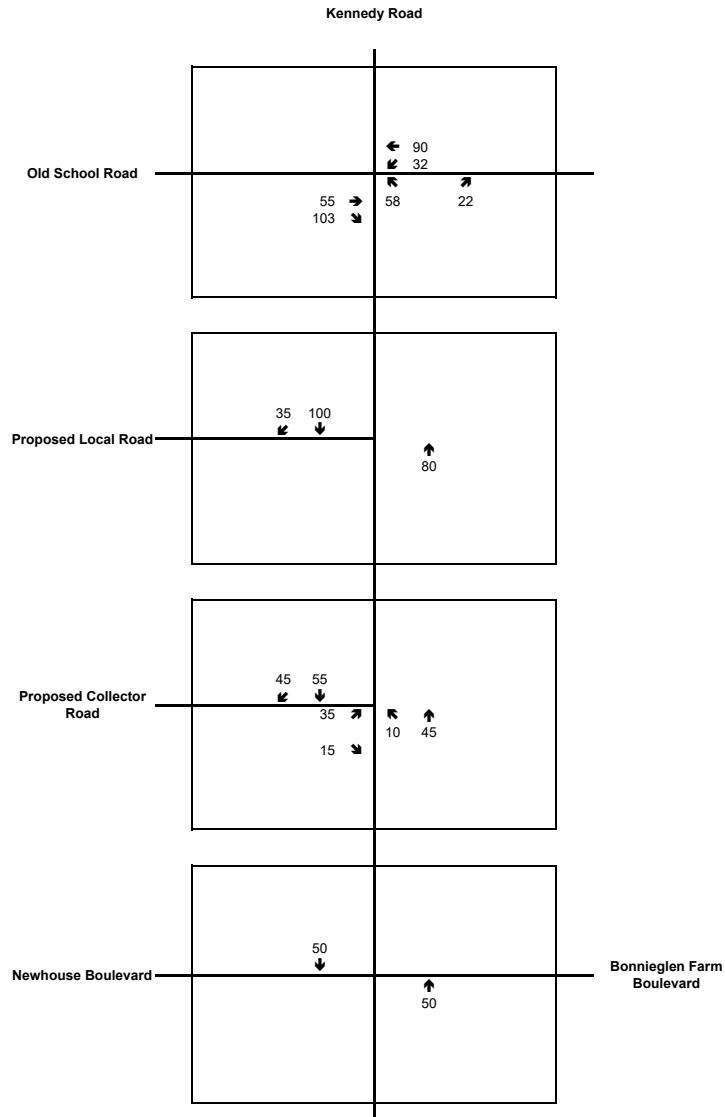 Kennedy Road
90
Old School Road
32
55
58
22
103
35
100
Proposed Local Road
80
45
55
Proposed Collector
Road
35
10
45
15
50
Newhouse Boulevard
Bonnieglen Farm
Boulevard
50